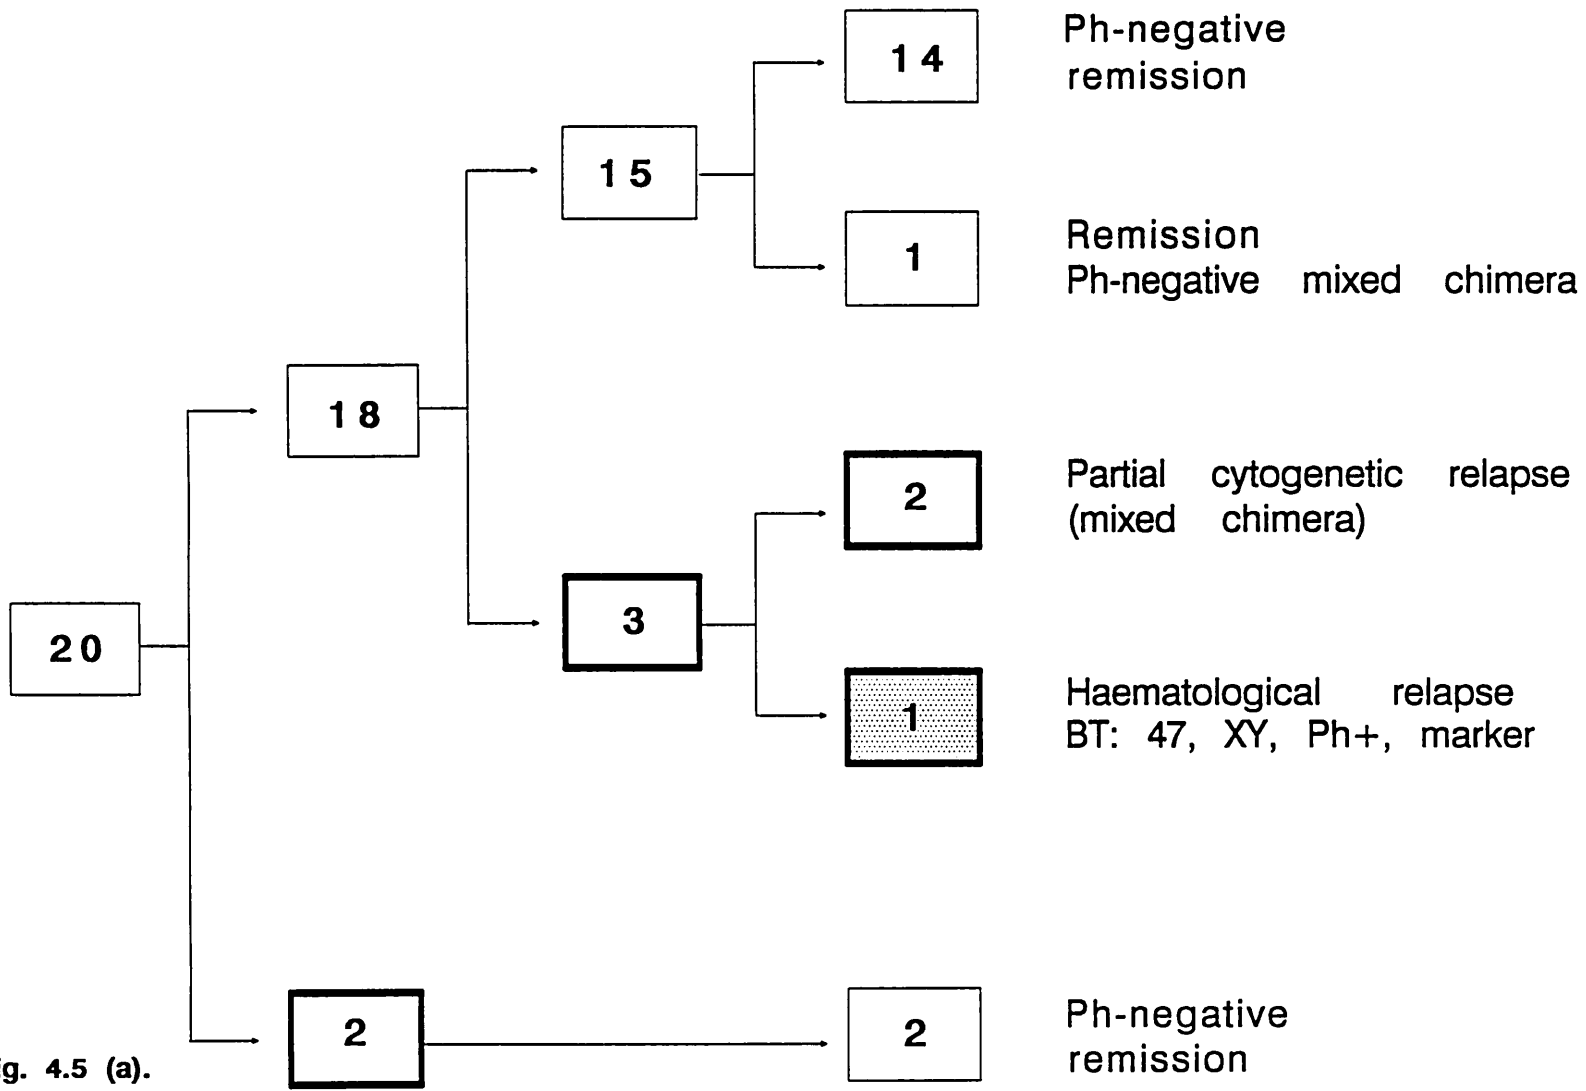 14
Ph-negative
remission
15
1
Remission
Ph-negative mixed chimera
18
2
Partial cytogenetic relapse
(mixed chimera)
3
20
1
Haematological relapse
BT: 47, XY, Ph+, marker
2
2
Ph-negative
remission
g. 4.5 (a).